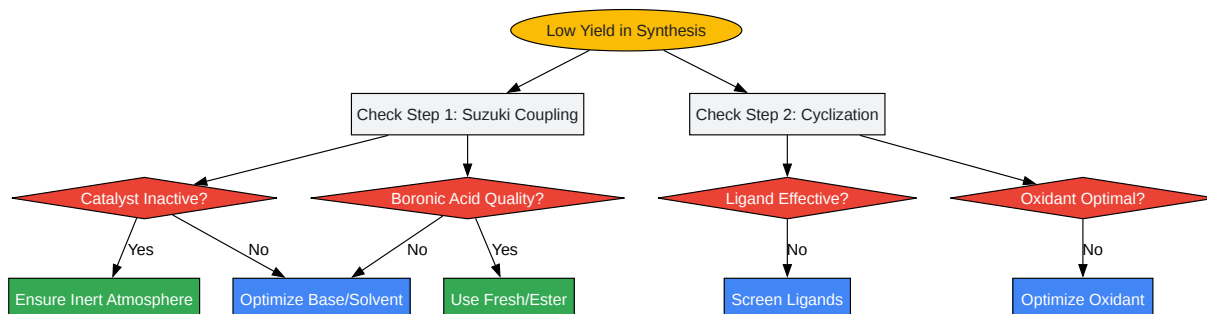 Low Yield in Synthesis
Check Step 1: Suzuki Coupling
Check Step 2: Cyclization
Catalyst Inactive?
Boronic Acid Quality?
Ligand Effective?
Oxidant Optimal?
Yes
No
No
Yes
No
No
Ensure Inert Atmosphere
Optimize Base/Solvent
Use Fresh/Ester
Screen Ligands
Optimize Oxidant